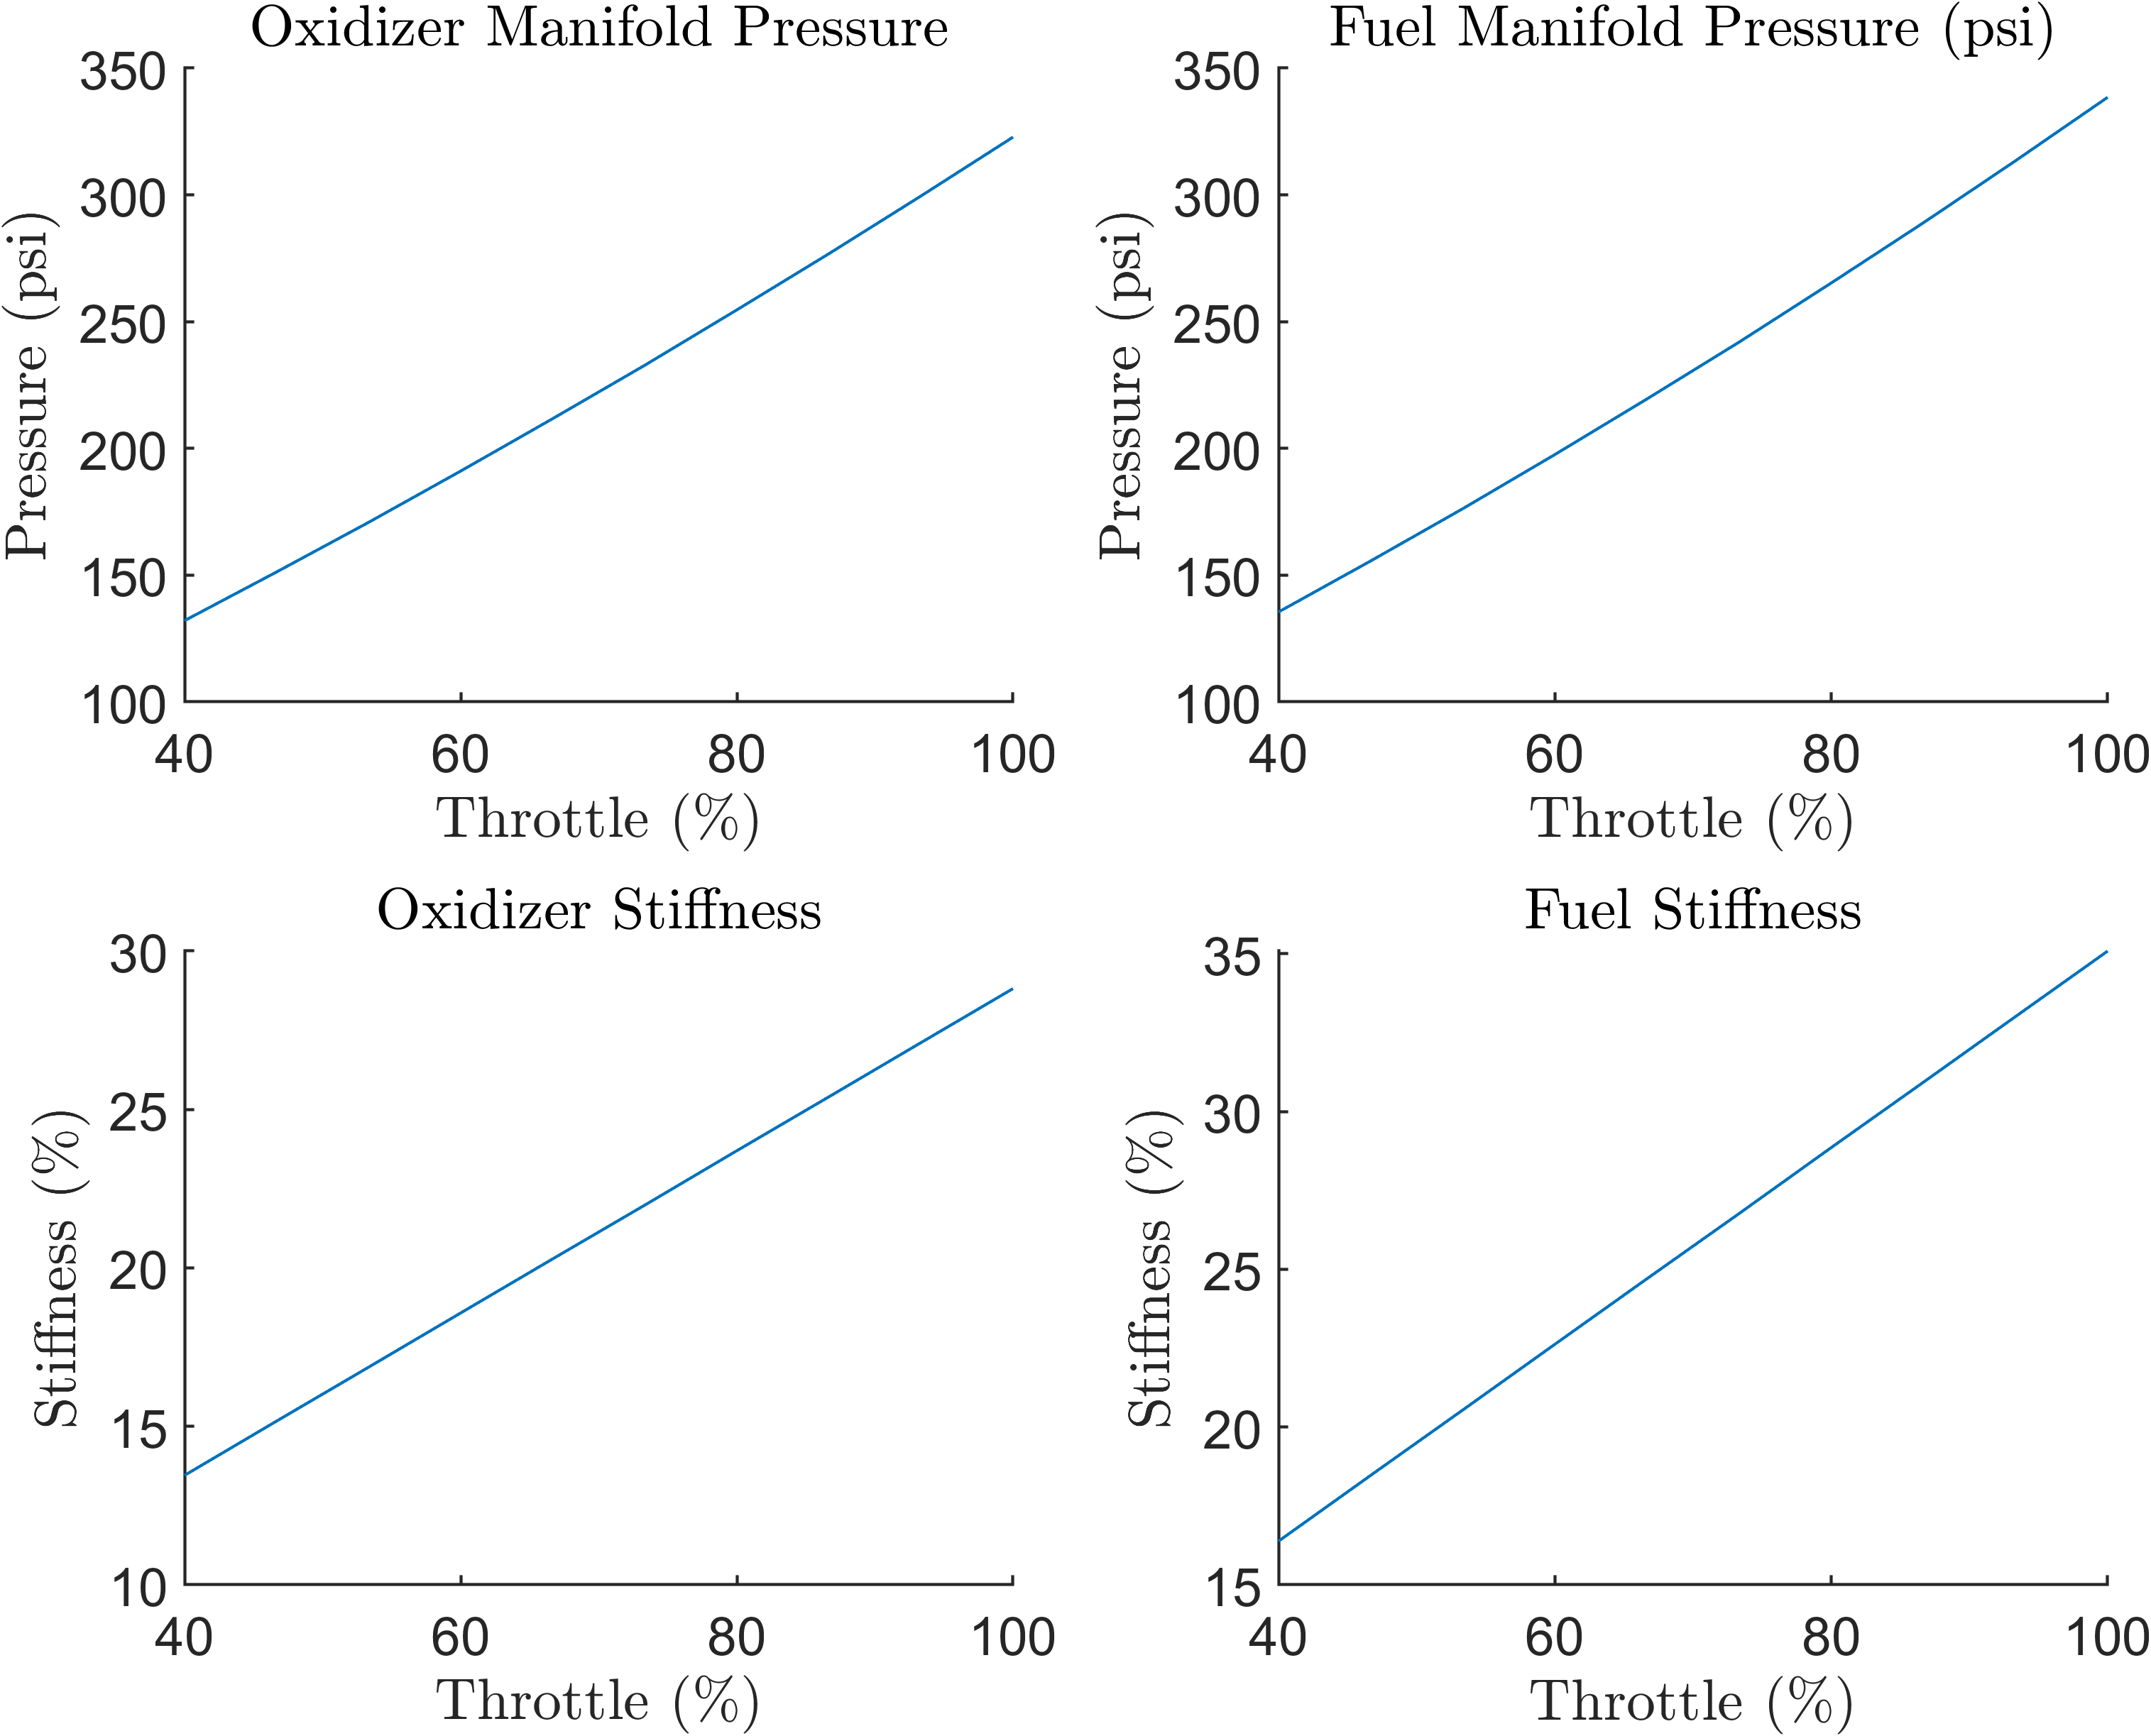 Oxidizer Manifold Pressure
350
300
250
200
150
100
Pressure (psi)
40 60 80 100
Throttle (%)
Fuel Manifold Pressure (psi)
350
300
250
200
150
100
Pressure (psi)
40 60 80 100
Throttle (%)
Oxidizer Stiffness
30
25
20
15
10
Stiffness (%)
40 60 80 100
Throttle (%)
Fuel Stiffness
35
30
25
20
15
Stiffness (%)
40 60 80 100
Throttle (%)